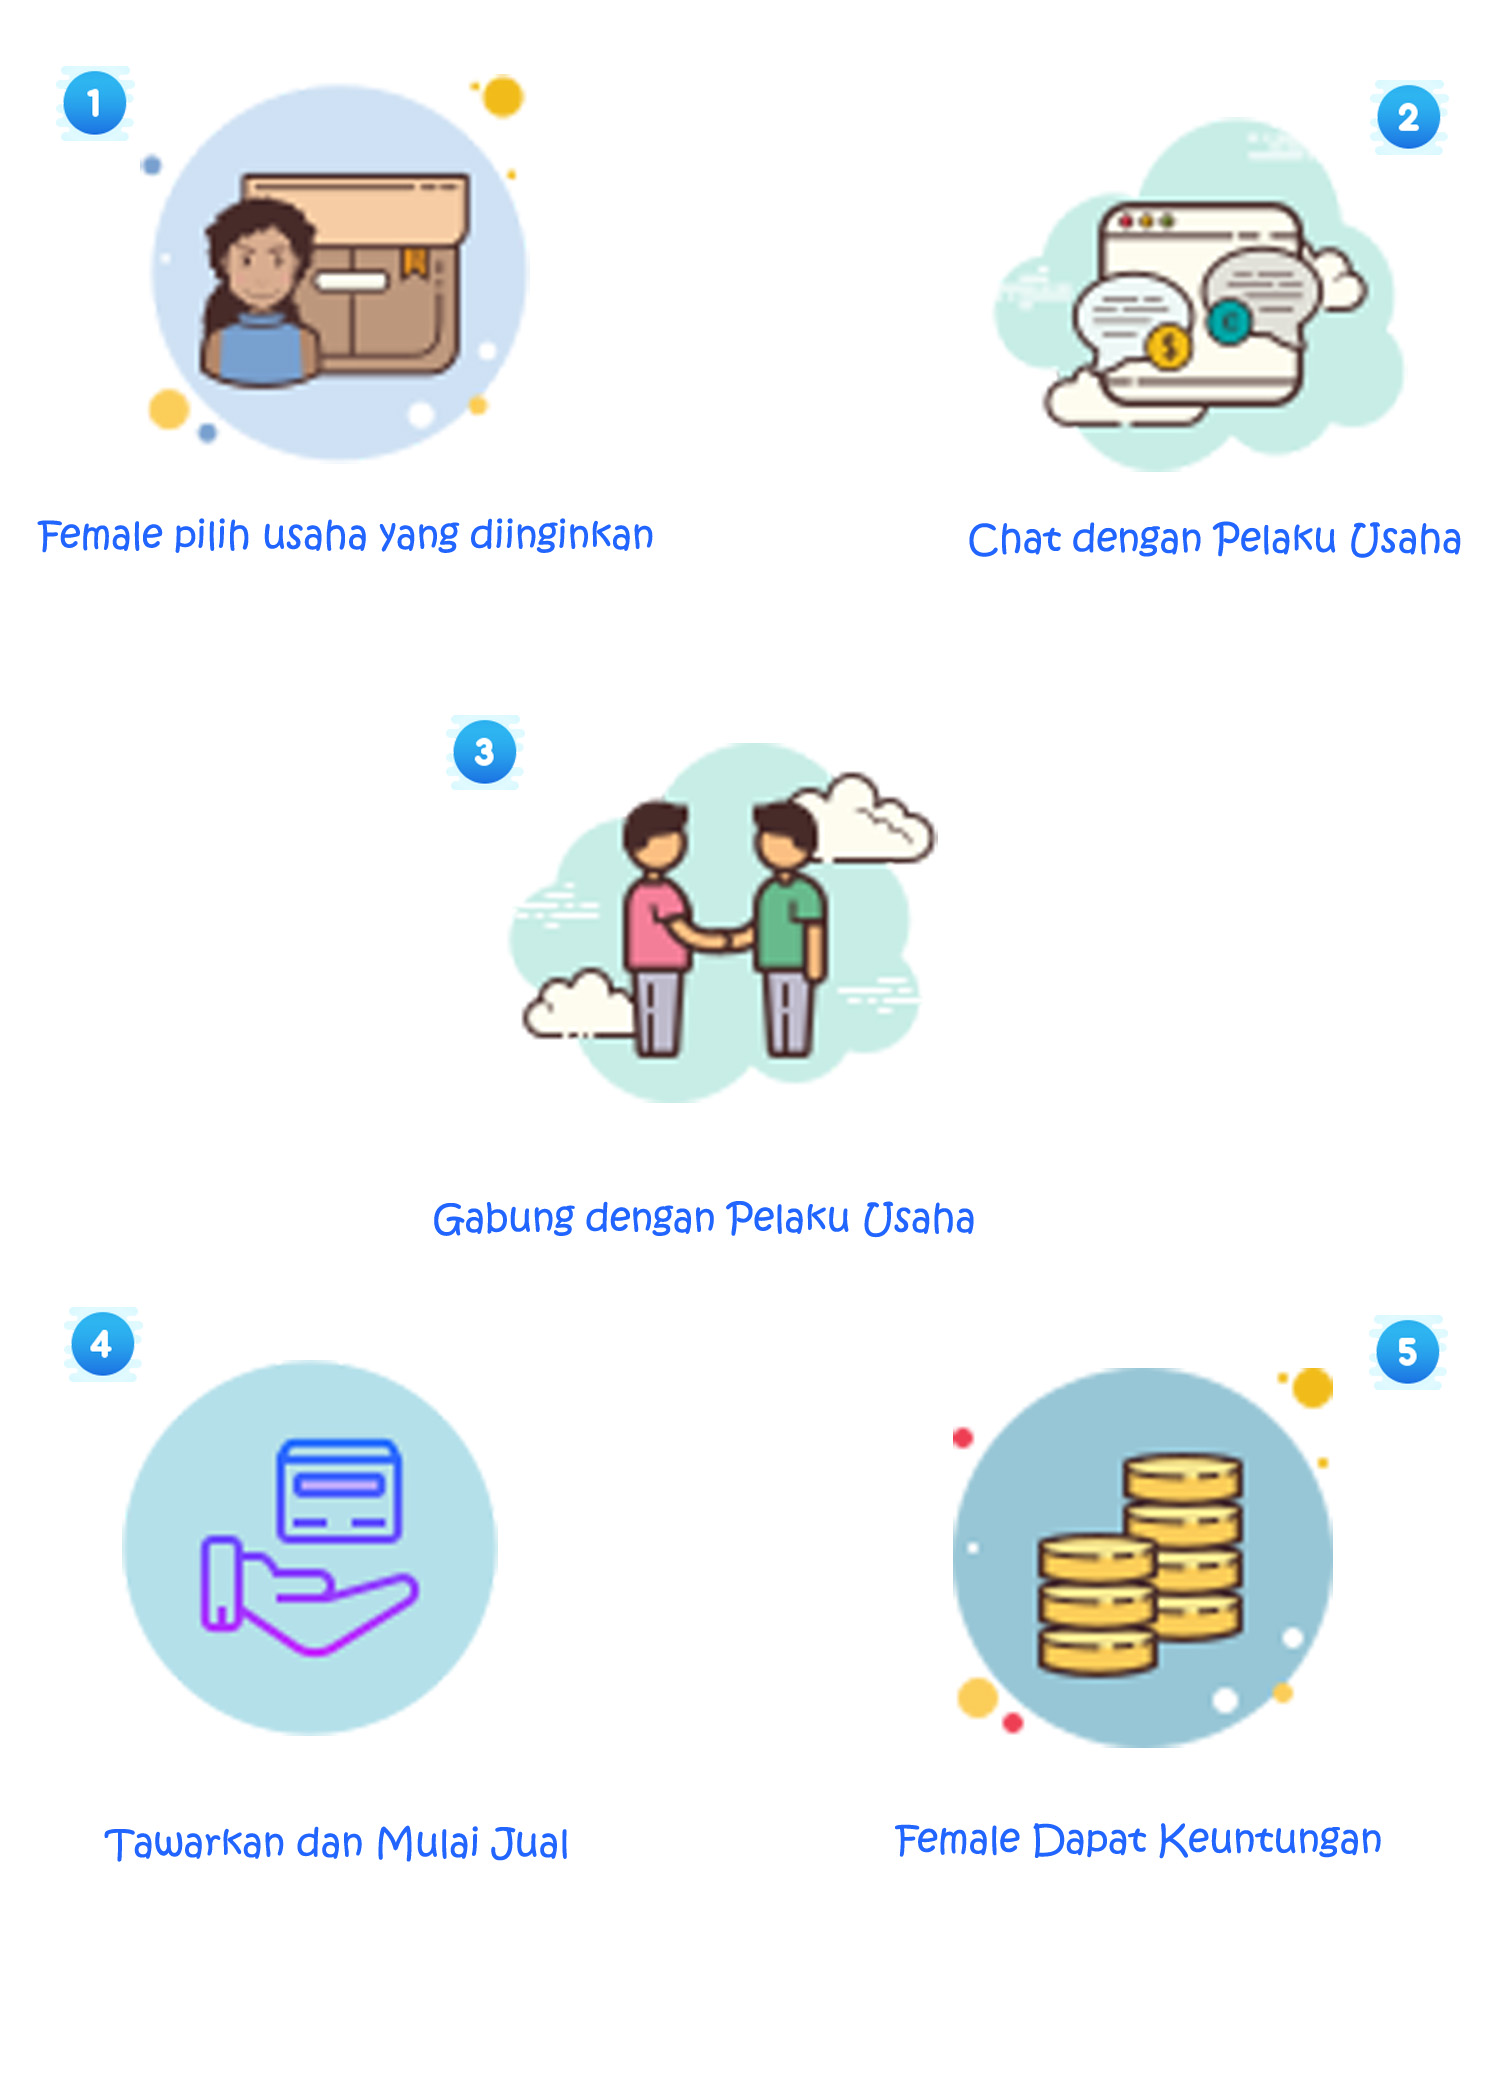 1
Female pilih usaha yang diinginkan
2
$
Chat dengan Pelaku Usaha
3
Gabung dengan Pelaku Usaha
4
Tawarkan dan Mulai Jual
5
Female Dapat Keuntungan